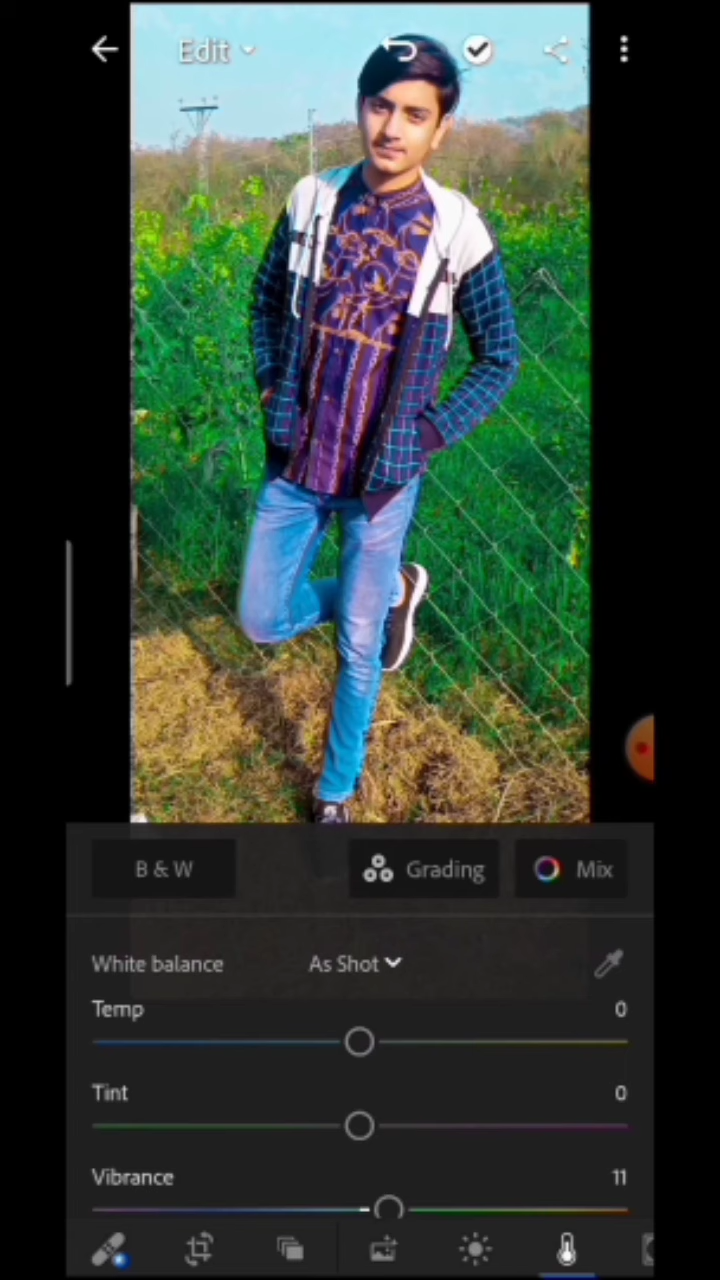 Edit
B & W
Grading
Mix
White balance
As Shot
Temp
0
Tint
0
Vibrance
11